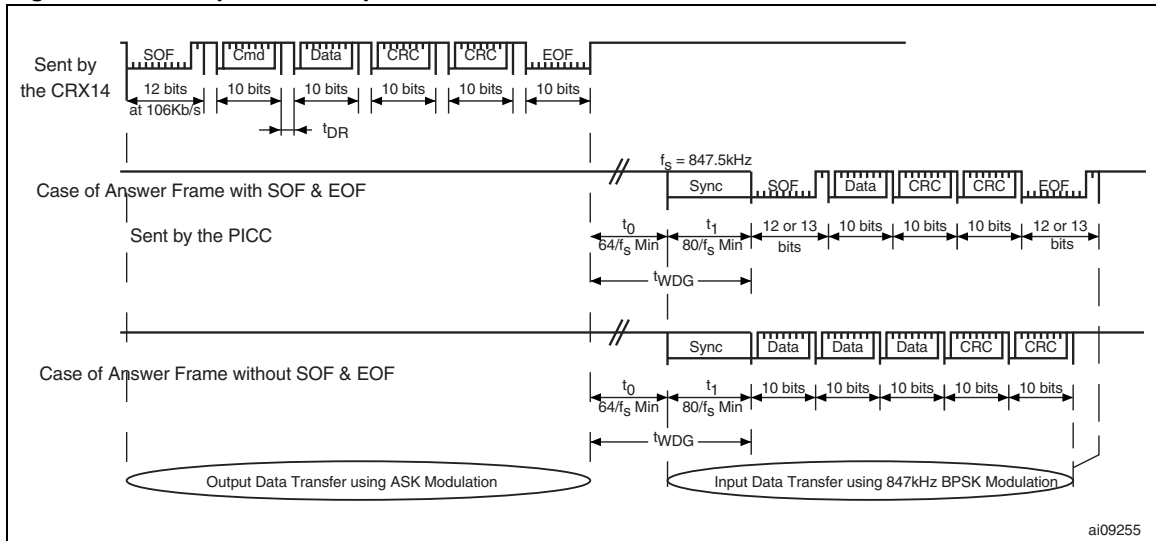 SOF Cmd Data CRC CRC EOF
Sent by
the CRX14
12 bits 10 bits 10 bits 10 bits 10 bits 10 bits
at 106Kb/s
tDR
fS = 847.5kHz
Sync SOF Data CRC CRC EOF
Case of Answer Frame with SOF & EOF
Sent by the PICC
t0 t1 12 or 13 10 bits 10 bits 10 bits 12 or 13
64/fS Min 80/fS Min bits bits
tWDG
Sync Data Data Data CRC CRC
Case of Answer Frame without SOF & EOF
t0 t1 10 bits 10 bits 10 bits 10 bits 10 bits
64/fS Min 80/fS Min
tWDG
Output Data Transfer using ASK Modulation Input Data Transfer using 847kHz BPSK Modulation
ai09255